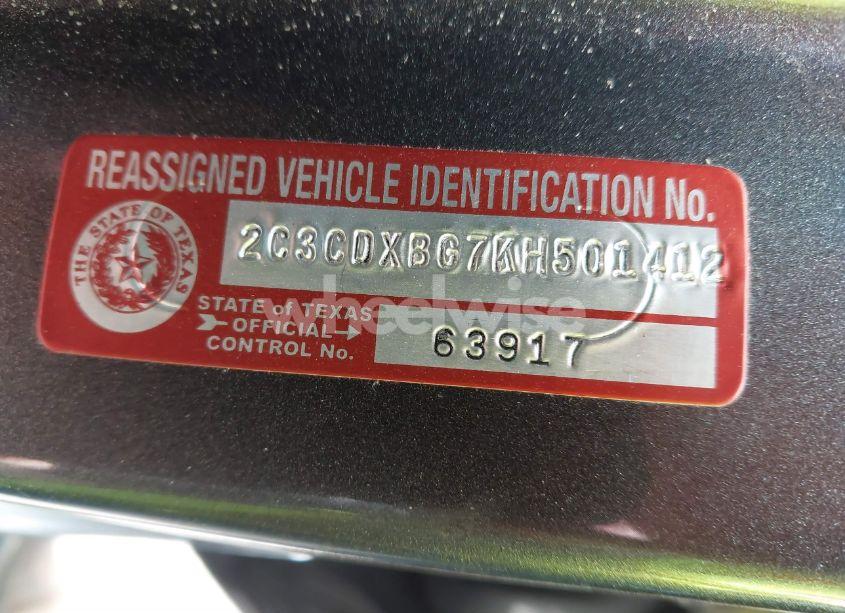 REASSIGNED VEHICLE IDENTIFICATION No.
THE STATE OF TEXAS
2C3CDXBG7KH501412
STATE of TEXAS
OFFICIAL
CONTROL No.
63917
wheelwise